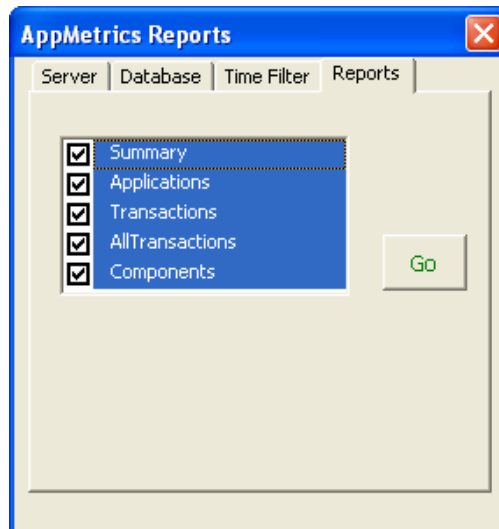 AppMetrics Reports
Server Database Time Filter Reports
Summary
Applications
Transactions
AllTransactions
Components
Go